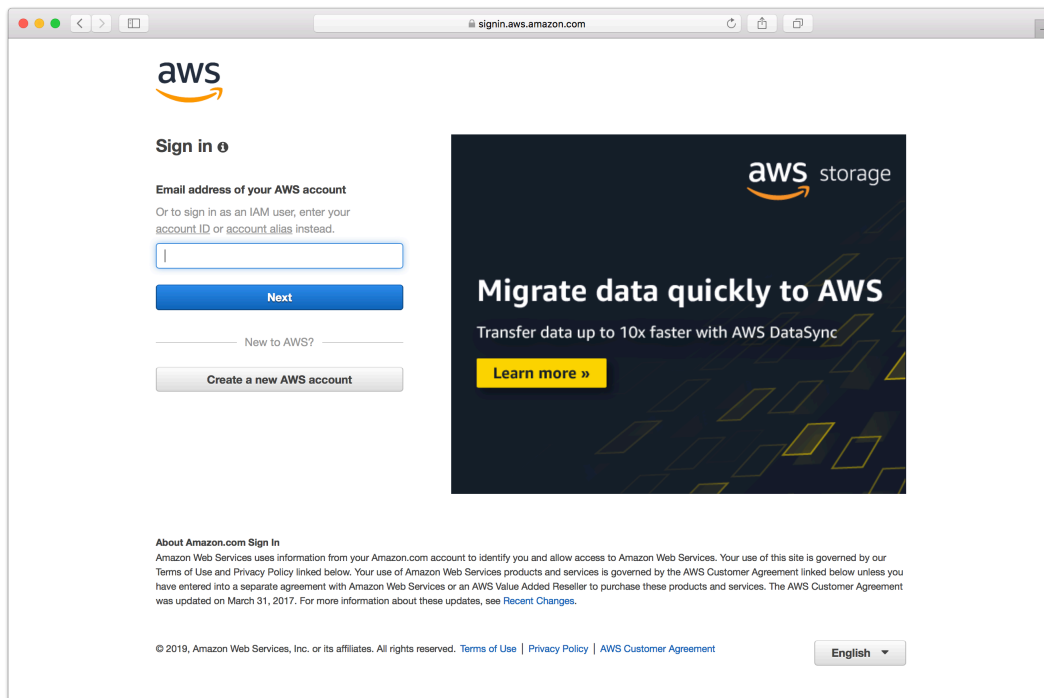 signin.aws.amazon.com
aws
Sign in
Email address of your AWS account
Or to sign in as an IAM user, enter your
account ID or account alias instead.
Next
New to AWS?
Create a new AWS account
aws storage
Migrate data quickly to AWS
Transfer data up to 10x faster with AWS DataSync
Learn more »
About Amazon.com Sign In
Amazon Web Services uses information from your Amazon.com account to identify you and allow access to Amazon Web Services. Your use of this site is governed by our
Terms of Use and Privacy Policy linked below. Your use of Amazon Web Services products and services is governed by the AWS Customer Agreement linked below unless you
have entered into a separate agreement with Amazon Web Services or an AWS Value Added Reseller to purchase these products and services. The AWS Customer Agreement
was updated on March 31, 2017. For more information about these updates, see Recent Changes.
© 2019, Amazon Web Services, Inc. or its affiliates. All rights reserved. Terms of Use | Privacy Policy | AWS Customer Agreement
English